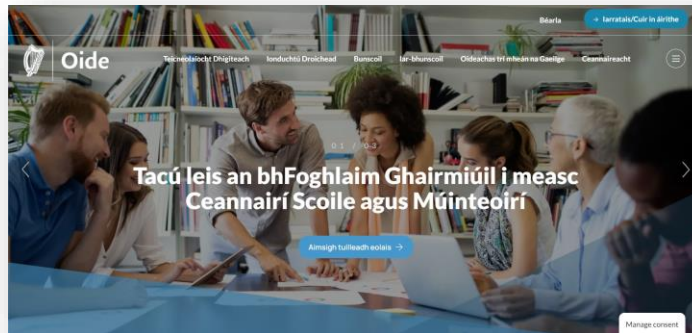 Béarla
→ Iarratais/Cuir in áirithe
Oide
Teicneolaíocht Dhigiteach Ionduchtú Droichead Bunscoil Iar-bhunscoil Oideachas trí mheán na Gaeilge Ceannaireacht
01 / 03
Tacú leis an bhFoghlaim Ghairmiúil i measc
Ceannairí Scoile agus Múinteoirí
Aimsigh tuilleadh eolais →
Manage consent